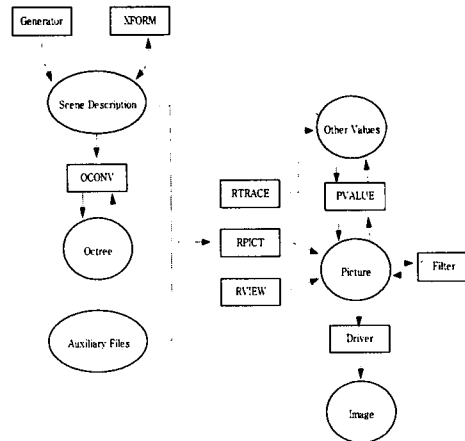 Generator
XFORM
Scene Description
Other Values
OCONV
RTRACE
PVALUE
Octree
RPICT
Picture
Filter
RVIEW
Auxiliary Files
Driver
Image